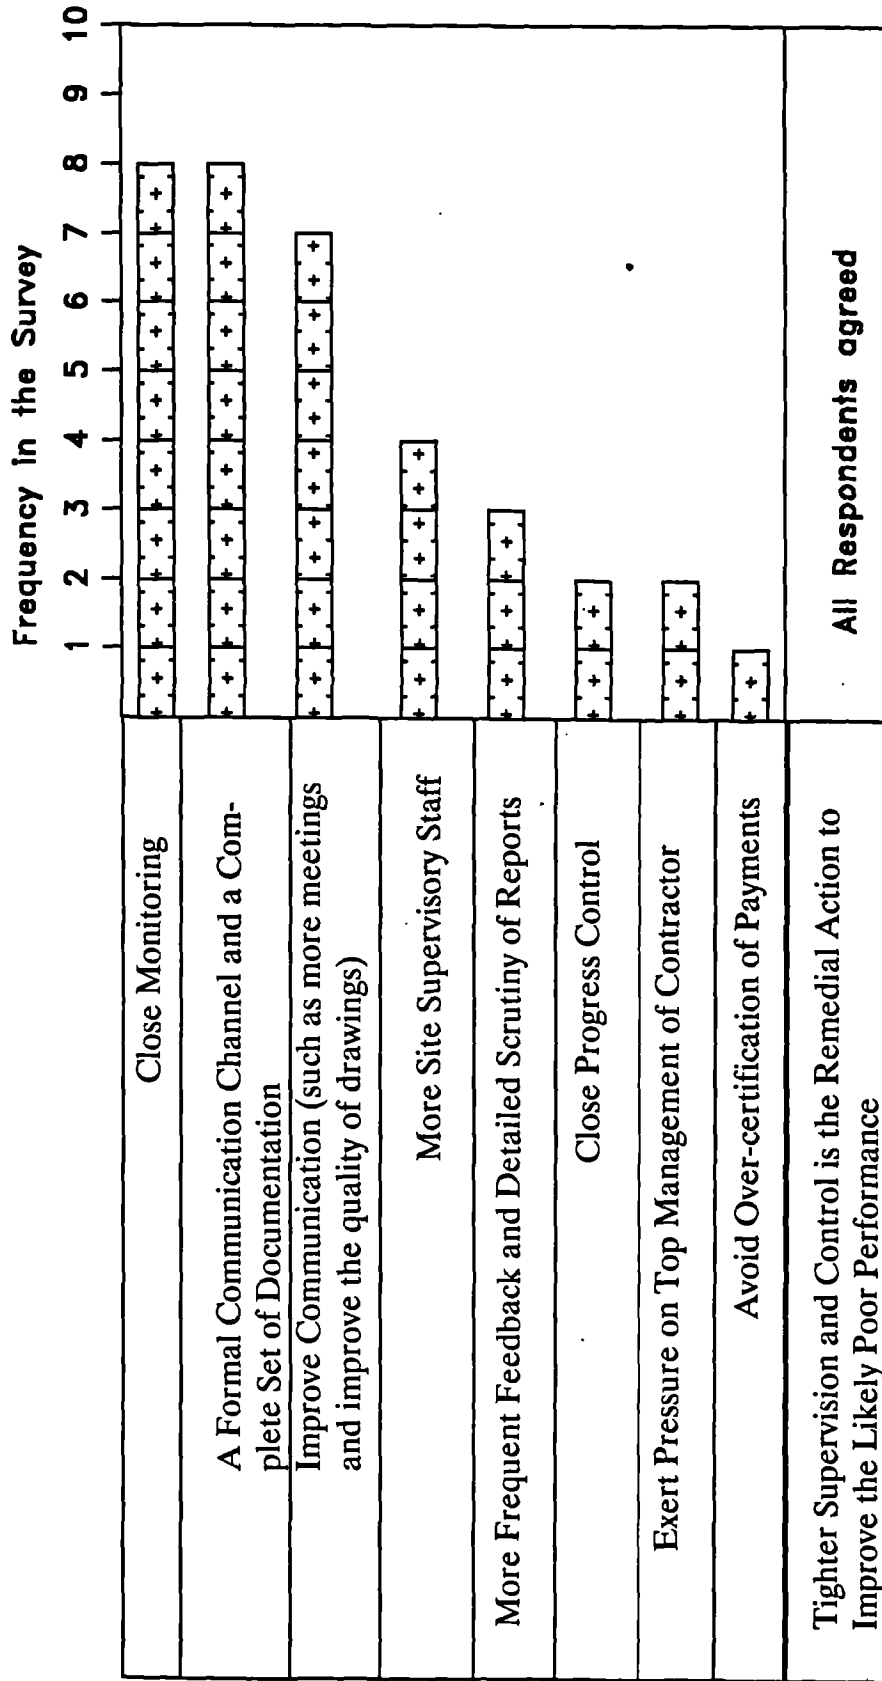 Frequency in the Survey
1 2 3 4 5 6 7 8 9 10
Close Monitoring
A Formal Communication Channel and a Com-
plete Set of Documentation
Improve Communication (such as more meetings
and improve the quality of drawings)
More Site Supervisory Staff
More Frequent Feedback and Detailed Scrutiny of Reports
Close Progress Control
Exert Pressure on Top Management of Contractor
Avoid Over-certification of Payments
Tighter Supervision and Control is the Remedial Action to
Improve the Likely Poor Performance
All Respondents agreed